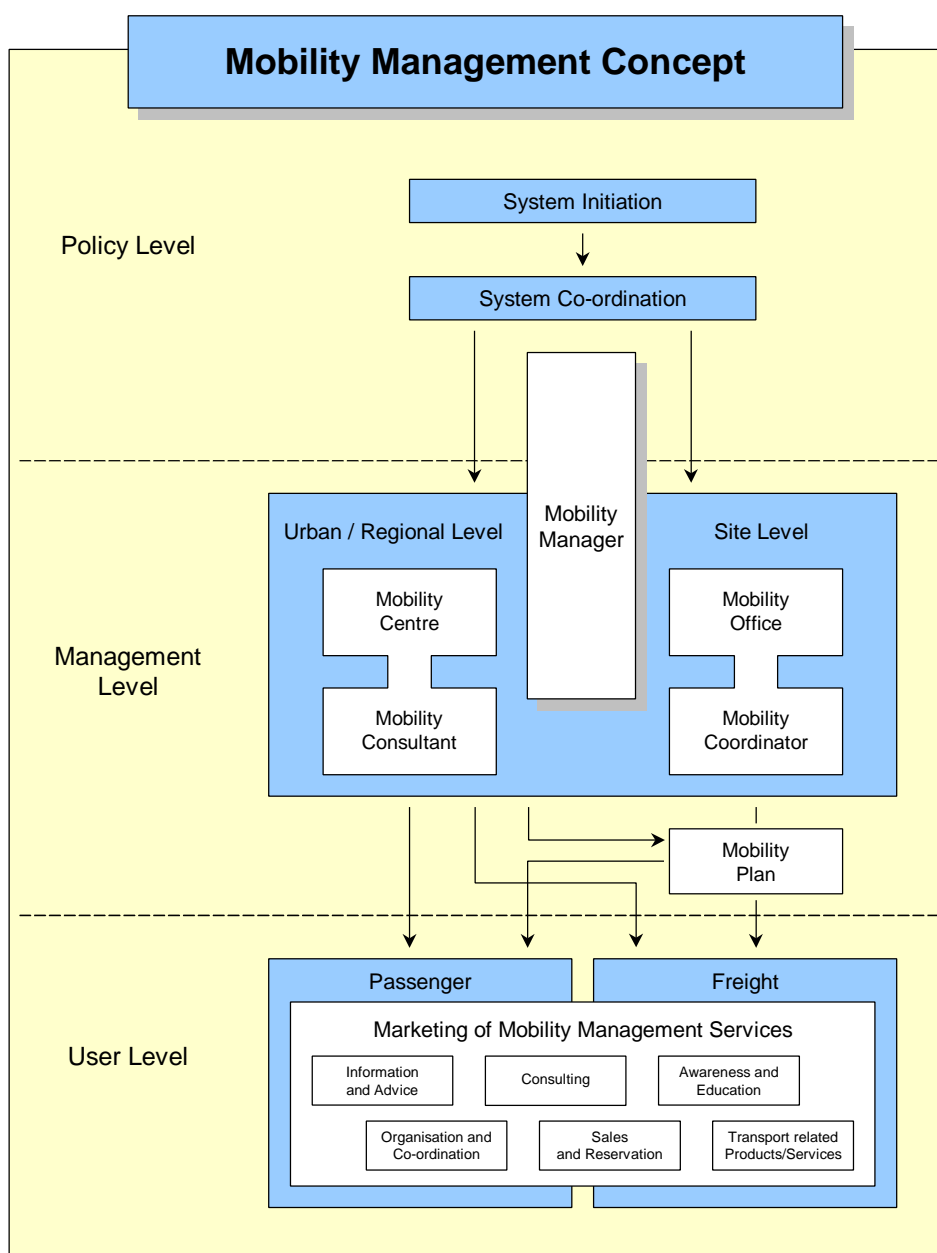 Mobility Management Concept
System Initiation
Policy Level
System Co-ordination
Mobility
Manager
Urban / Regional Level
Site Level
Mobility
Centre
Mobility
Office
Management
Level
Mobility
Consultant
Mobility
Coordinator
Mobility
Plan
Passenger
Freight
Marketing of Mobility Management Services
User Level
Information
and Advice
Consulting
Awareness and
Education
Organisation and
Co-ordination
Sales
and Reservation
Transport related
Products/Services